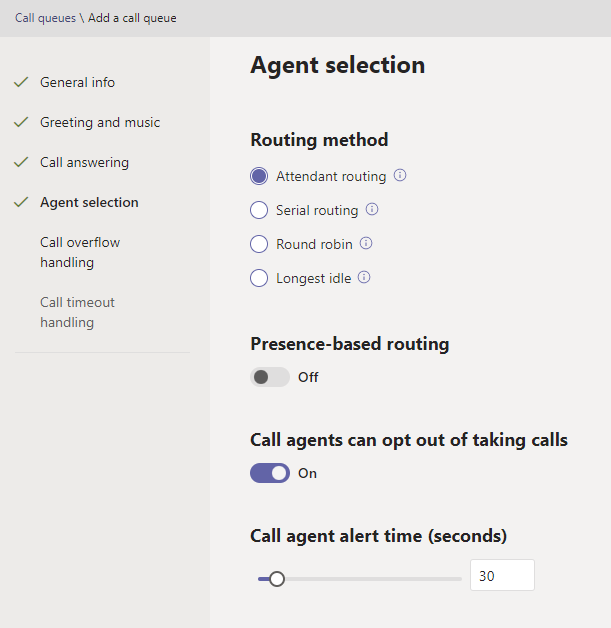 Call queues \ Add a call queue
General info
Greeting and music
Call answering
Agent selection
Call overflow
handling
Call timeout
handling
Agent selection
Routing method
Attendant routing
Serial routing
Round robin
Longest idle
Presence-based routing
Off
Call agents can opt out of taking calls
On
Call agent alert time (seconds)
30